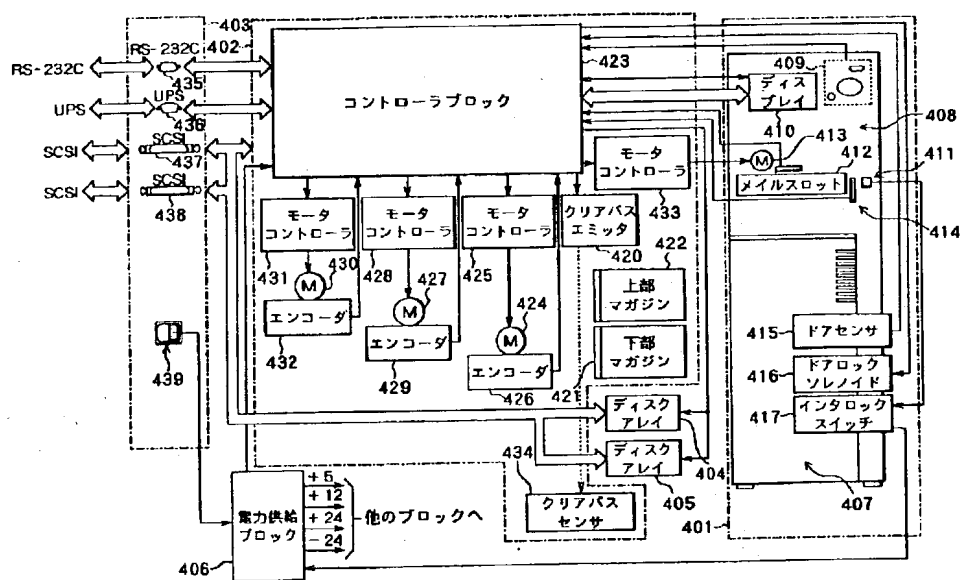 403
402
RS-232C
RS-232C
435
UPS
UPS
436
SCSI
SCSI
437
SCSI
SCSI
438
439
コントローラブロック
423
モータ
コントローラ
431
モータ
コントローラ
428
モータ
コントローラ
425
クリアパス
エミッタ
420
モータ
コントローラ
433
M
430
エンコーダ
432
M
427
エンコーダ
429
M
424
エンコーダ
426
422
上部
マガジン
下部
マガジン
421
ディスク
アレイ
404
ディスク
アレイ
405
434
クリアパス
センサ
電力供給
ブロック
406
+5
+12
+24
-24
他のブロックへ
409
ディス
プレイ
410
408
M
413
412
411
メイルスロット
414
415
ドアセンサ
416
ドアロック
ソレノイド
417
インタロック
スイッチ
407
401